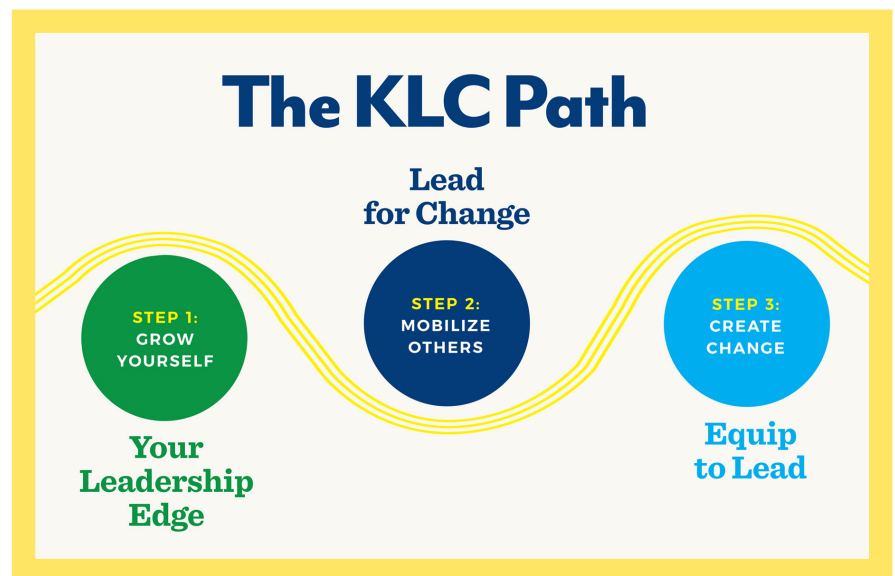 The KLC Path
Lead
for Change
STEP 1:
GROW
YOURSELF
Your
Leadership
Edge
STEP 2:
MOBILIZE
OTHERS
STEP 3:
CREATE
CHANGE
Equip
to Lead